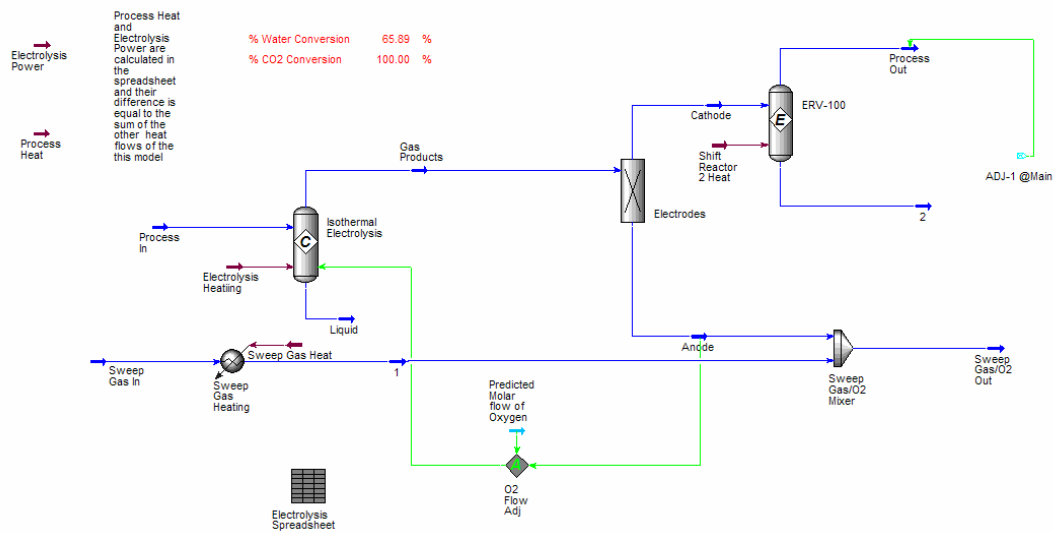 Process Heat
and
Electrolysis
Power are
calculated in
the
spreadsheet
and their
difference is
equal to the
sum of the
other heat
flows of the
this model
Electrolysis
Power
Process
Heat
% Water Conversion 65.89 %
% CO2 Conversion 100.00 %
Process
Out
ERV-100
E
Cathode
Shift
Reactor
2 Heat
ADJ-1 @Main
2
Gas
Products
Electrodes
Isothermal
Electrolysis
C
Process
In
Electrolysis
Heatiing
Liquid
Anode
Sweep Gas Heat
Sweep
Gas In
Sweep
Gas
Heating
1
Sweep
Gas/O2
Mixer
Sweep
Gas/O2
Out
Predicted
Molar
flow of
Oxygen
A
O2
Flow
Adj
Electrolysis
Spreadsheet